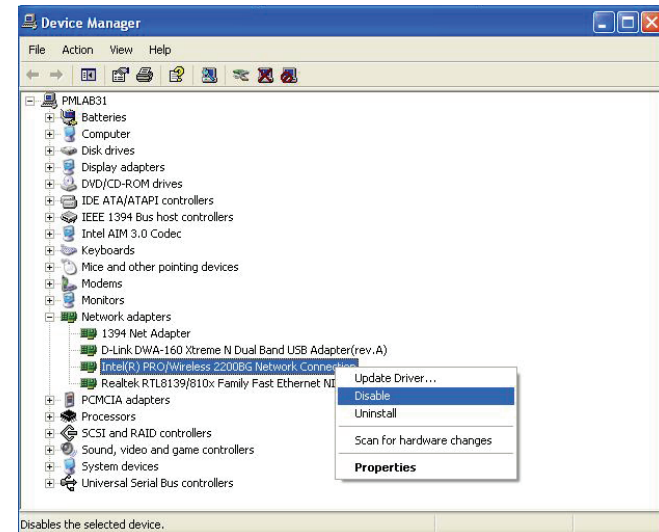 Device Manager
File Action View Help
PMLAB31
Batteries
Computer
Disk drives
Display adapters
DVD/CD-ROM drives
IDE ATA/ATAPI controllers
IEEE 1394 Bus host controllers
Intel AIM 3.0 Codec
Keyboards
Mice and other pointing devices
Modems
Monitors
Network adapters
1394 Net Adapter
D-Link DWA-160 Xtreme N Dual Band USB Adapter(rev.A)
Intel(R) PRO/Wireless 2200BG Network Connection
Realtek RTL8139/810x Family Fast Ethernet NI
PCMCIA adapters
Processors
SCSI and RAID controllers
Sound, video and game controllers
System devices
Universal Serial Bus controllers
Update Driver...
Disable
Uninstall
Scan for hardware changes
Properties
Disables the selected device.